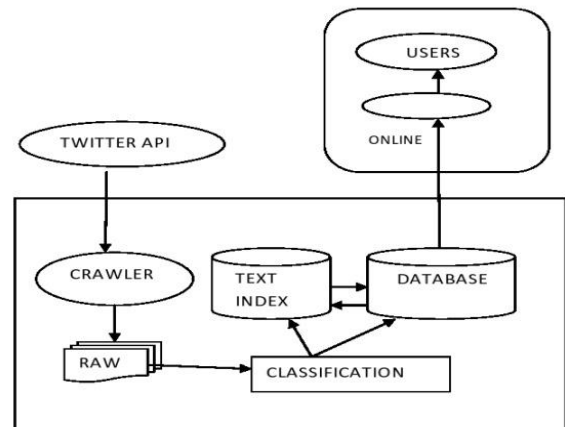 USERS
ONLINE
TWITTER API
CRAWLER
TEXT
INDEX
DATABASE
RAW
CLASSIFICATION